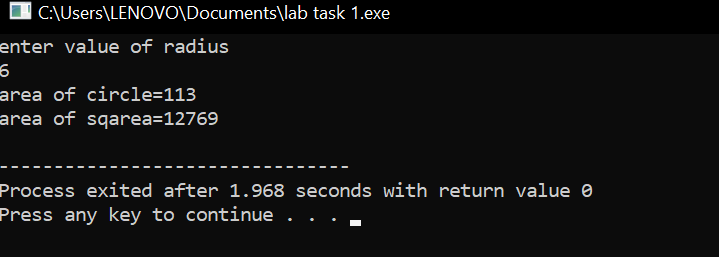 C:\Users\LENOVO\Documents\lab task 1.exe
enter value of radius
6
area of circle=113
area of sqarea=12769
--------------------------------
Process exited after 1.968 seconds with return value 0
Press any key to continue . . .